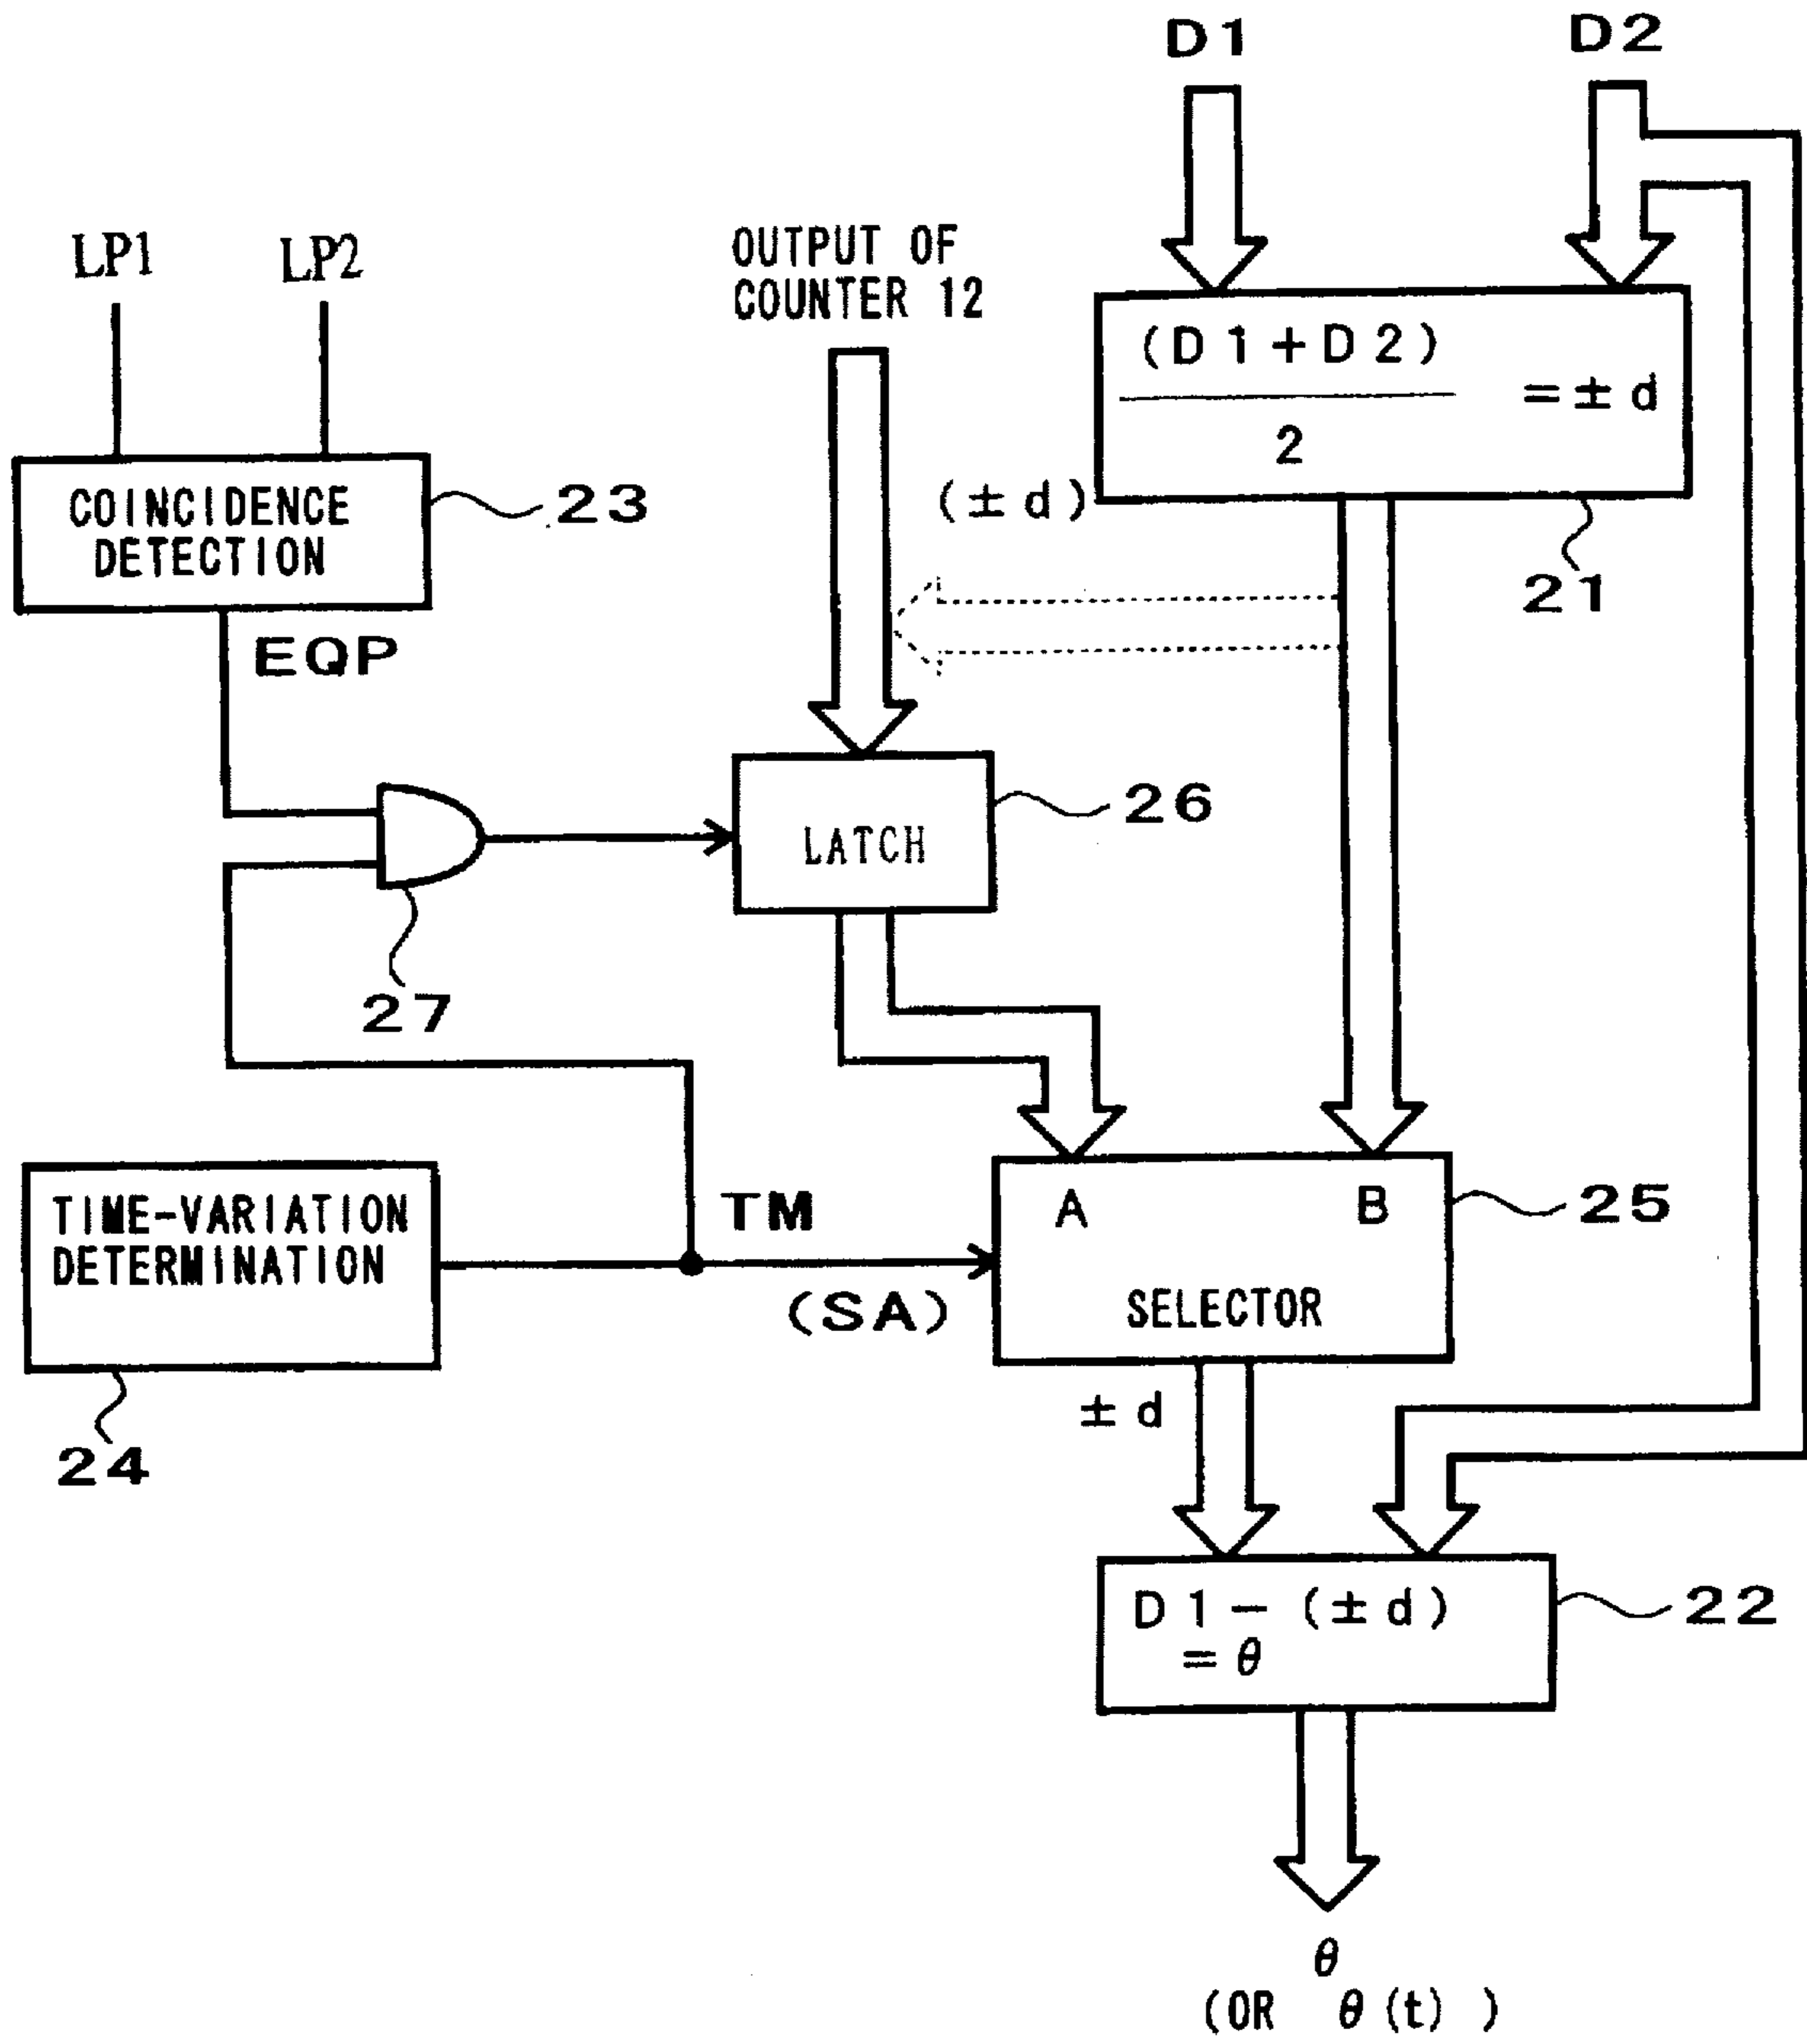 D1
D2
LP1
LP2
OUTPUT OF
COUNTER 12
(D1+D2)
2
=±d
COINCIDENCE
DETECTION
23
(±d)
21
EQP
LATCH
26
27
TIME-VARIATION
DETERMINATION
24
TM
(SA)
A
B
SELECTOR
25
±d
D1-(±d)
=θ
22
θ
(OR θ(t) )